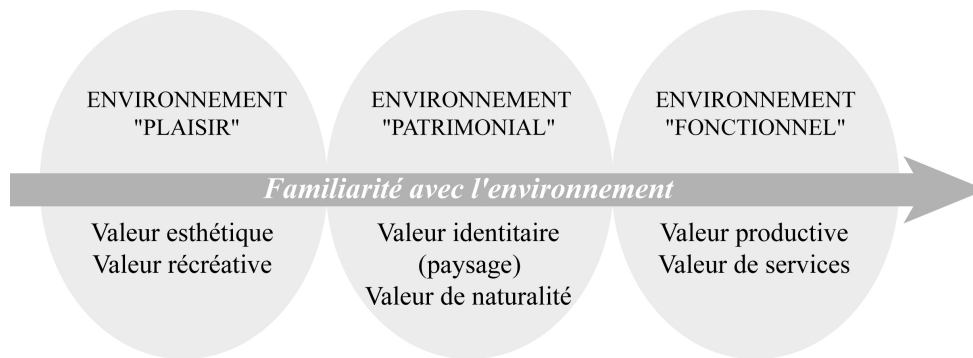 ENVIRONNEMENT
"PLAISIR"
ENVIRONNEMENT
"PATRIMONIAL"
ENVIRONNEMENT
"FONCTIONNEL"
Familiarité avec l'environnement
Valeur esthétique
Valeur récréative
Valeur identitaire
(paysage)
Valeur de naturalité
Valeur productive
Valeur de services